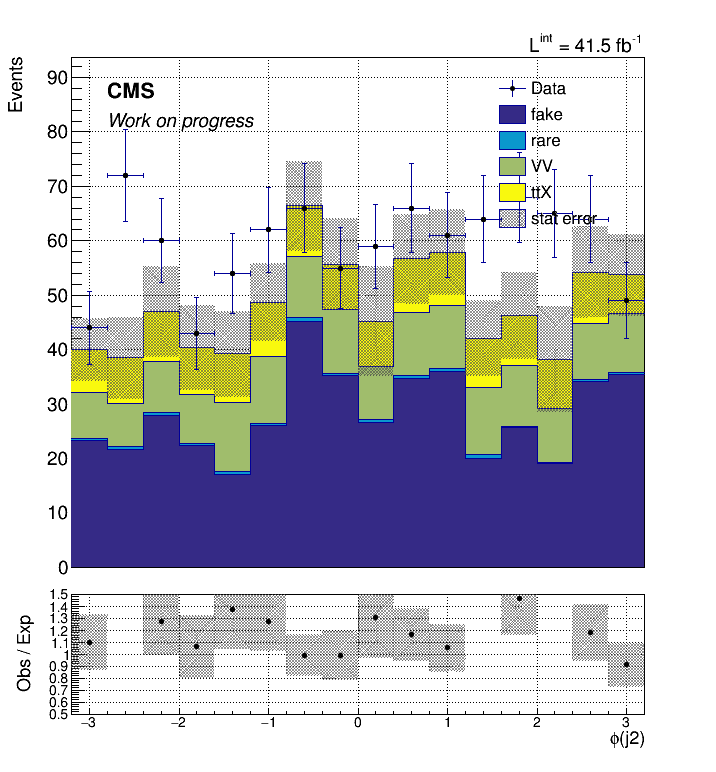 L^int = 41.5 fb^-1
Events
90
80
70
60
50
40
30
20
10
0
CMS
Work on progress
Data
fake
rare
VV
ttX
stat error
Obs / Exp
1.5
1.4
1.3
1.2
1.1
1
0.9
0.8
0.7
0.6
0.5
−3 −2 −1 0 1 2 3
ϕ(j2)